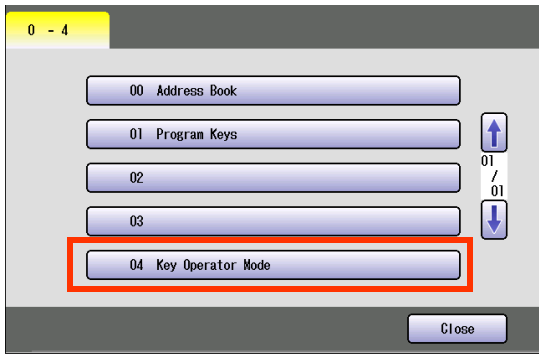 0 - 4
00 Address Book
01 Program Keys
02
03
04 Key Operator Mode
01
/
01
Close